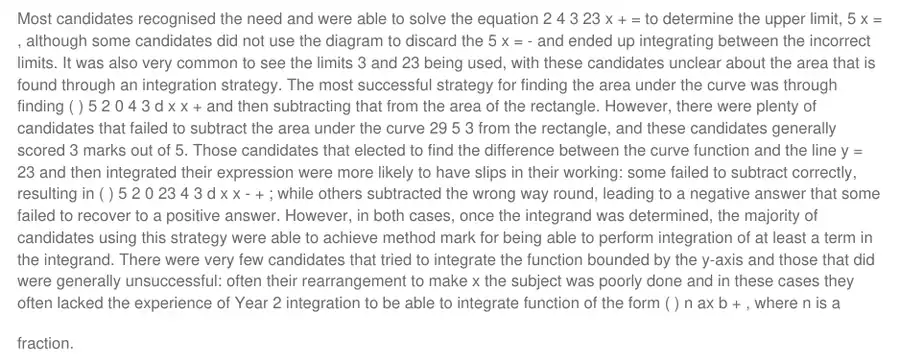 Most candidates recognised the need and were able to solve the equation 2 4 3 23 x + = to determine the upper limit, 5 x =
, although some candidates did not use the diagram to discard the 5 x = - and ended up integrating between the incorrect
limits. It was also very common to see the limits 3 and 23 being used, with these candidates unclear about the area that is
found through an integration strategy. The most successful strategy for finding the area under the curve was through
finding ( ) 5 2 0 4 3 d x x + and then subtracting that from the area of the rectangle. However, there were plenty of
candidates that failed to subtract the area under the curve 29 5 3 from the rectangle, and these candidates generally
scored 3 marks out of 5. Those candidates that elected to find the difference between the curve function and the line y =
23 and then integrated their expression were more likely to have slips in their working: some failed to subtract correctly,
resulting in ( ) 5 2 0 23 4 3 d x x - + ; while others subtracted the wrong way round, leading to a negative answer that some
failed to recover to a positive answer. However, in both cases, once the integrand was determined, the majority of
candidates using this strategy were able to achieve method mark for being able to perform integration of at least a term in
the integrand. There were very few candidates that tried to integrate the function bounded by the y-axis and those that did
were generally unsuccessful: often their rearrangement to make x the subject was poorly done and in these cases they
often lacked the experience of Year 2 integration to be able to integrate function of the form ( ) n ax b + , where n is a
fraction.